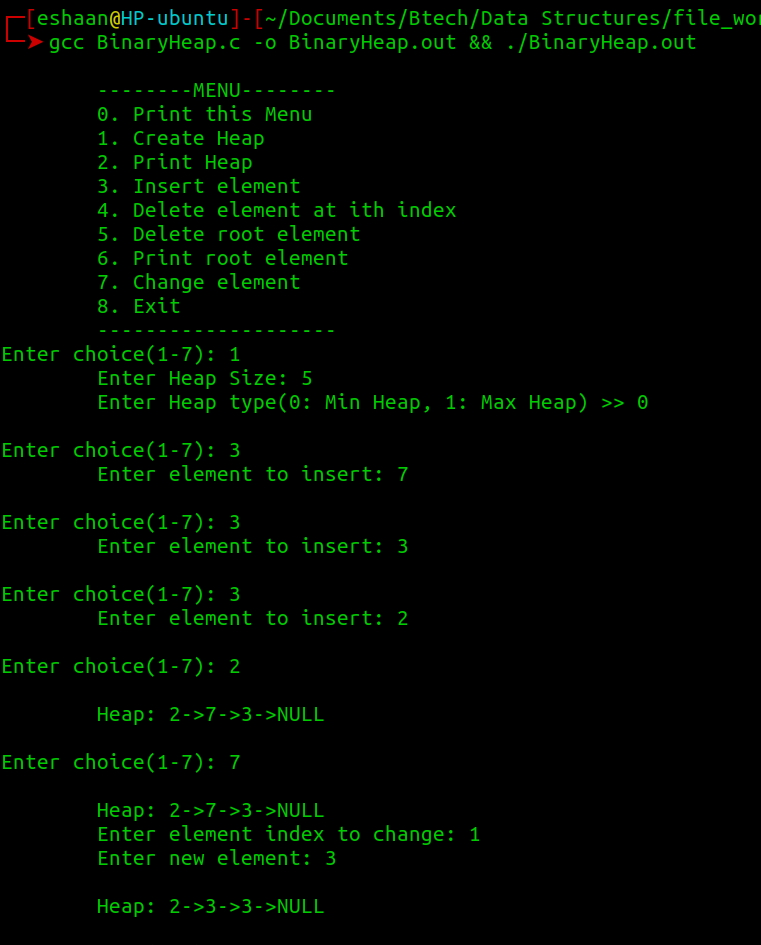 [eshaan@HP-ubuntu]-[~/Documents/Btech/Data Structures/file_wor
➤ gcc BinaryHeap.c -o BinaryHeap.out && ./BinaryHeap.out
--------MENU--------
0. Print this Menu
1. Create Heap
2. Print Heap
3. Insert element
4. Delete element at ith index
5. Delete root element
6. Print root element
7. Change element
8. Exit
--------------------
Enter choice(1-7): 1
Enter Heap Size: 5
Enter Heap type(0: Min Heap, 1: Max Heap) >> 0
Enter choice(1-7): 3
Enter element to insert: 7
Enter choice(1-7): 3
Enter element to insert: 3
Enter choice(1-7): 3
Enter element to insert: 2
Enter choice(1-7): 2
Heap: 2->7->3->NULL
Enter choice(1-7): 7
Heap: 2->7->3->NULL
Enter element index to change: 1
Enter new element: 3
Heap: 2->3->3->NULL